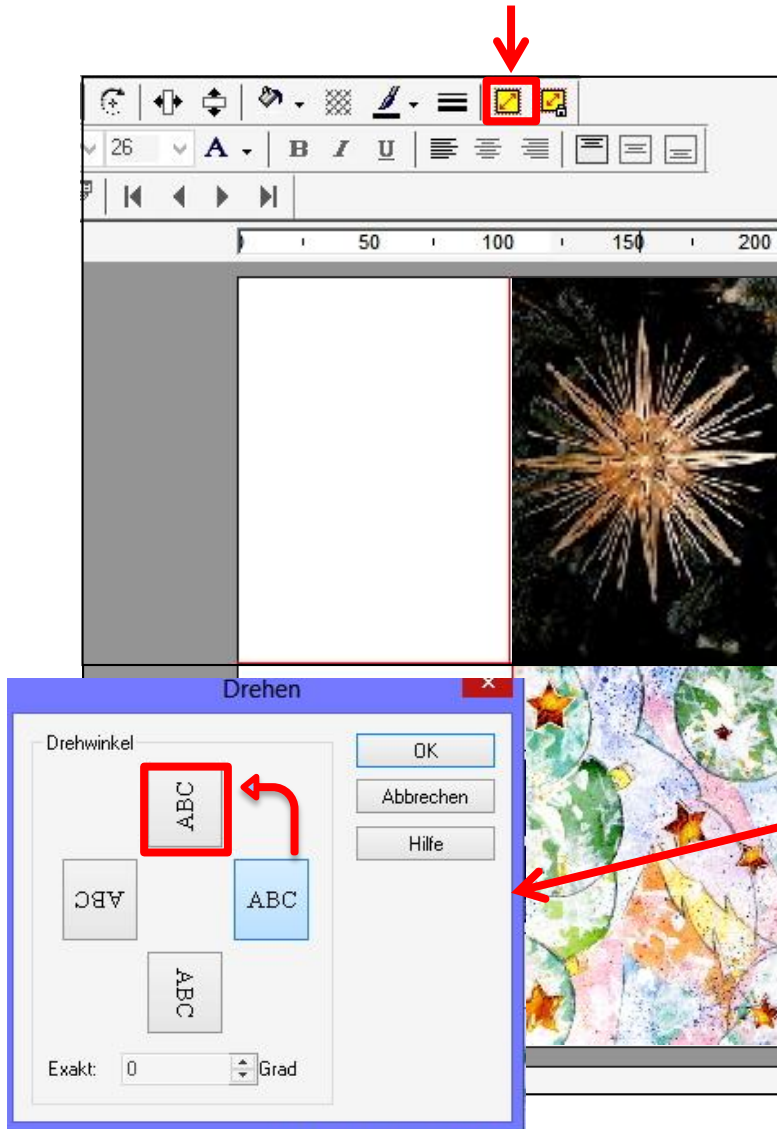 26 A B I U
50 100 150 200
Drehen
Drehwinkel
ABC
ABC
ABC
ABC
Exakt: 0 Grad
OK
Abbrechen
Hilfe